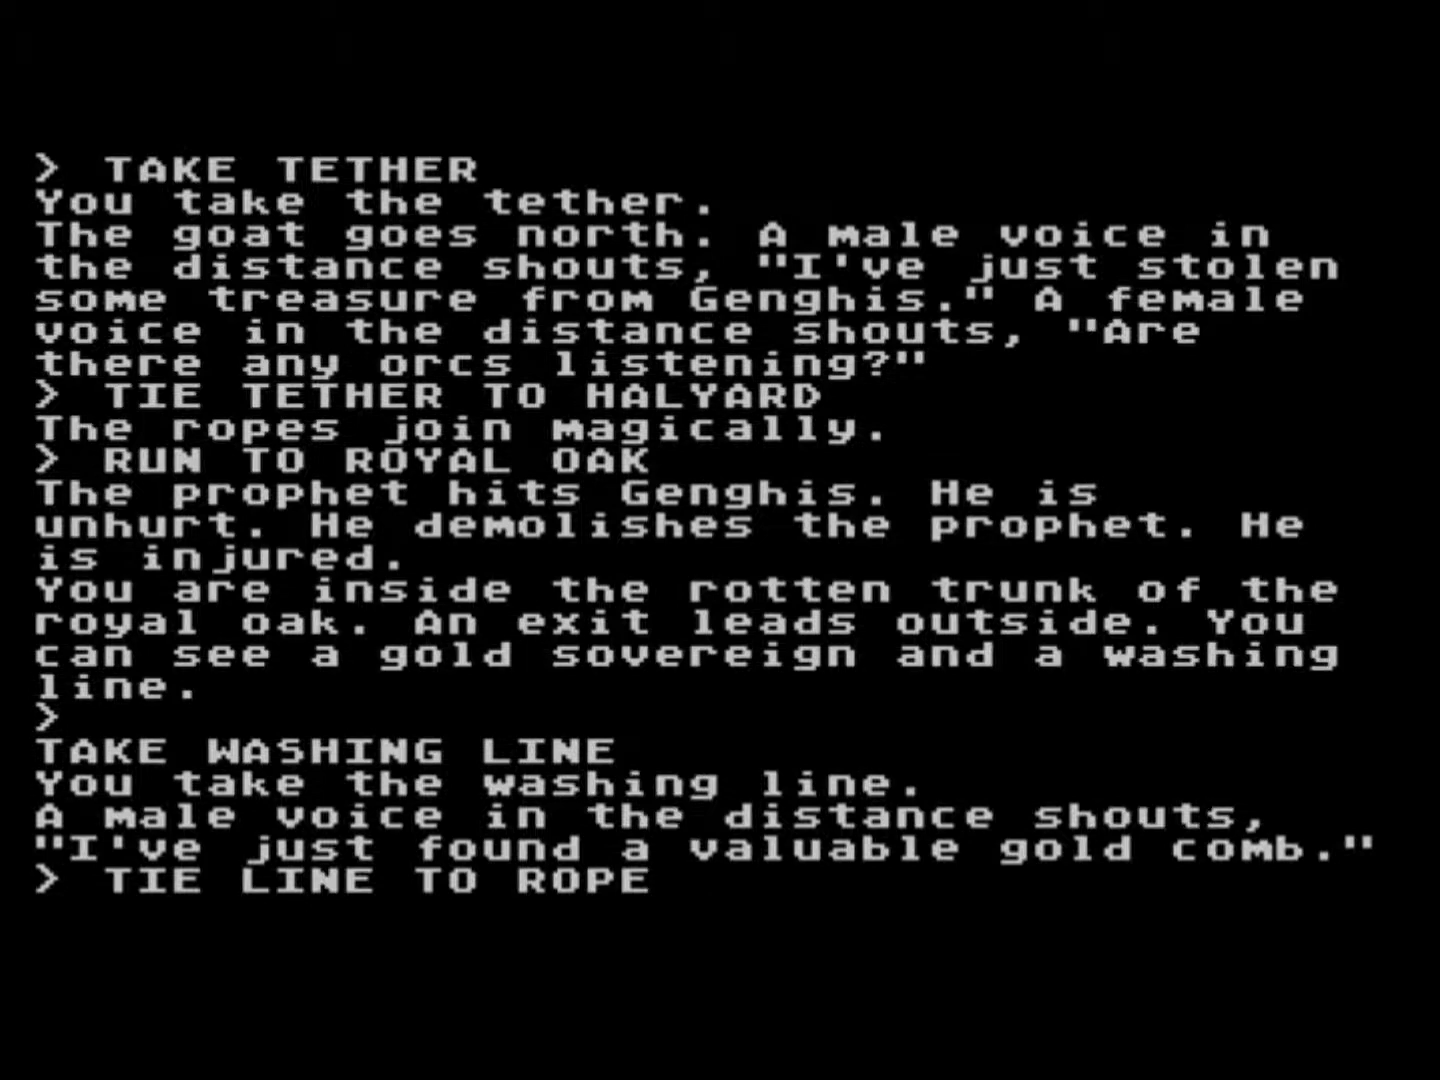 > TAKE TETHER
You take the tether.
The goat goes north. A male voice in
the distance shouts, "I've just stolen
some treasure from Genghis." A female
voice in the distance shouts, "Are
there any orcs listening?"
> TIE TETHER TO HALYARD
The ropes join magically.
> RUN TO ROYAL OAK
The prophet hits Genghis. He is
unhurt. He demolishes the prophet. He
is injured.
You are inside the rotten trunk of the
royal oak. An exit leads outside. You
can see a gold sovereign and a washing
line.
>
TAKE WASHING LINE
You take the washing line.
A male voice in the distance shouts,
"I've just found a valuable gold comb."
> TIE LINE TO ROPE